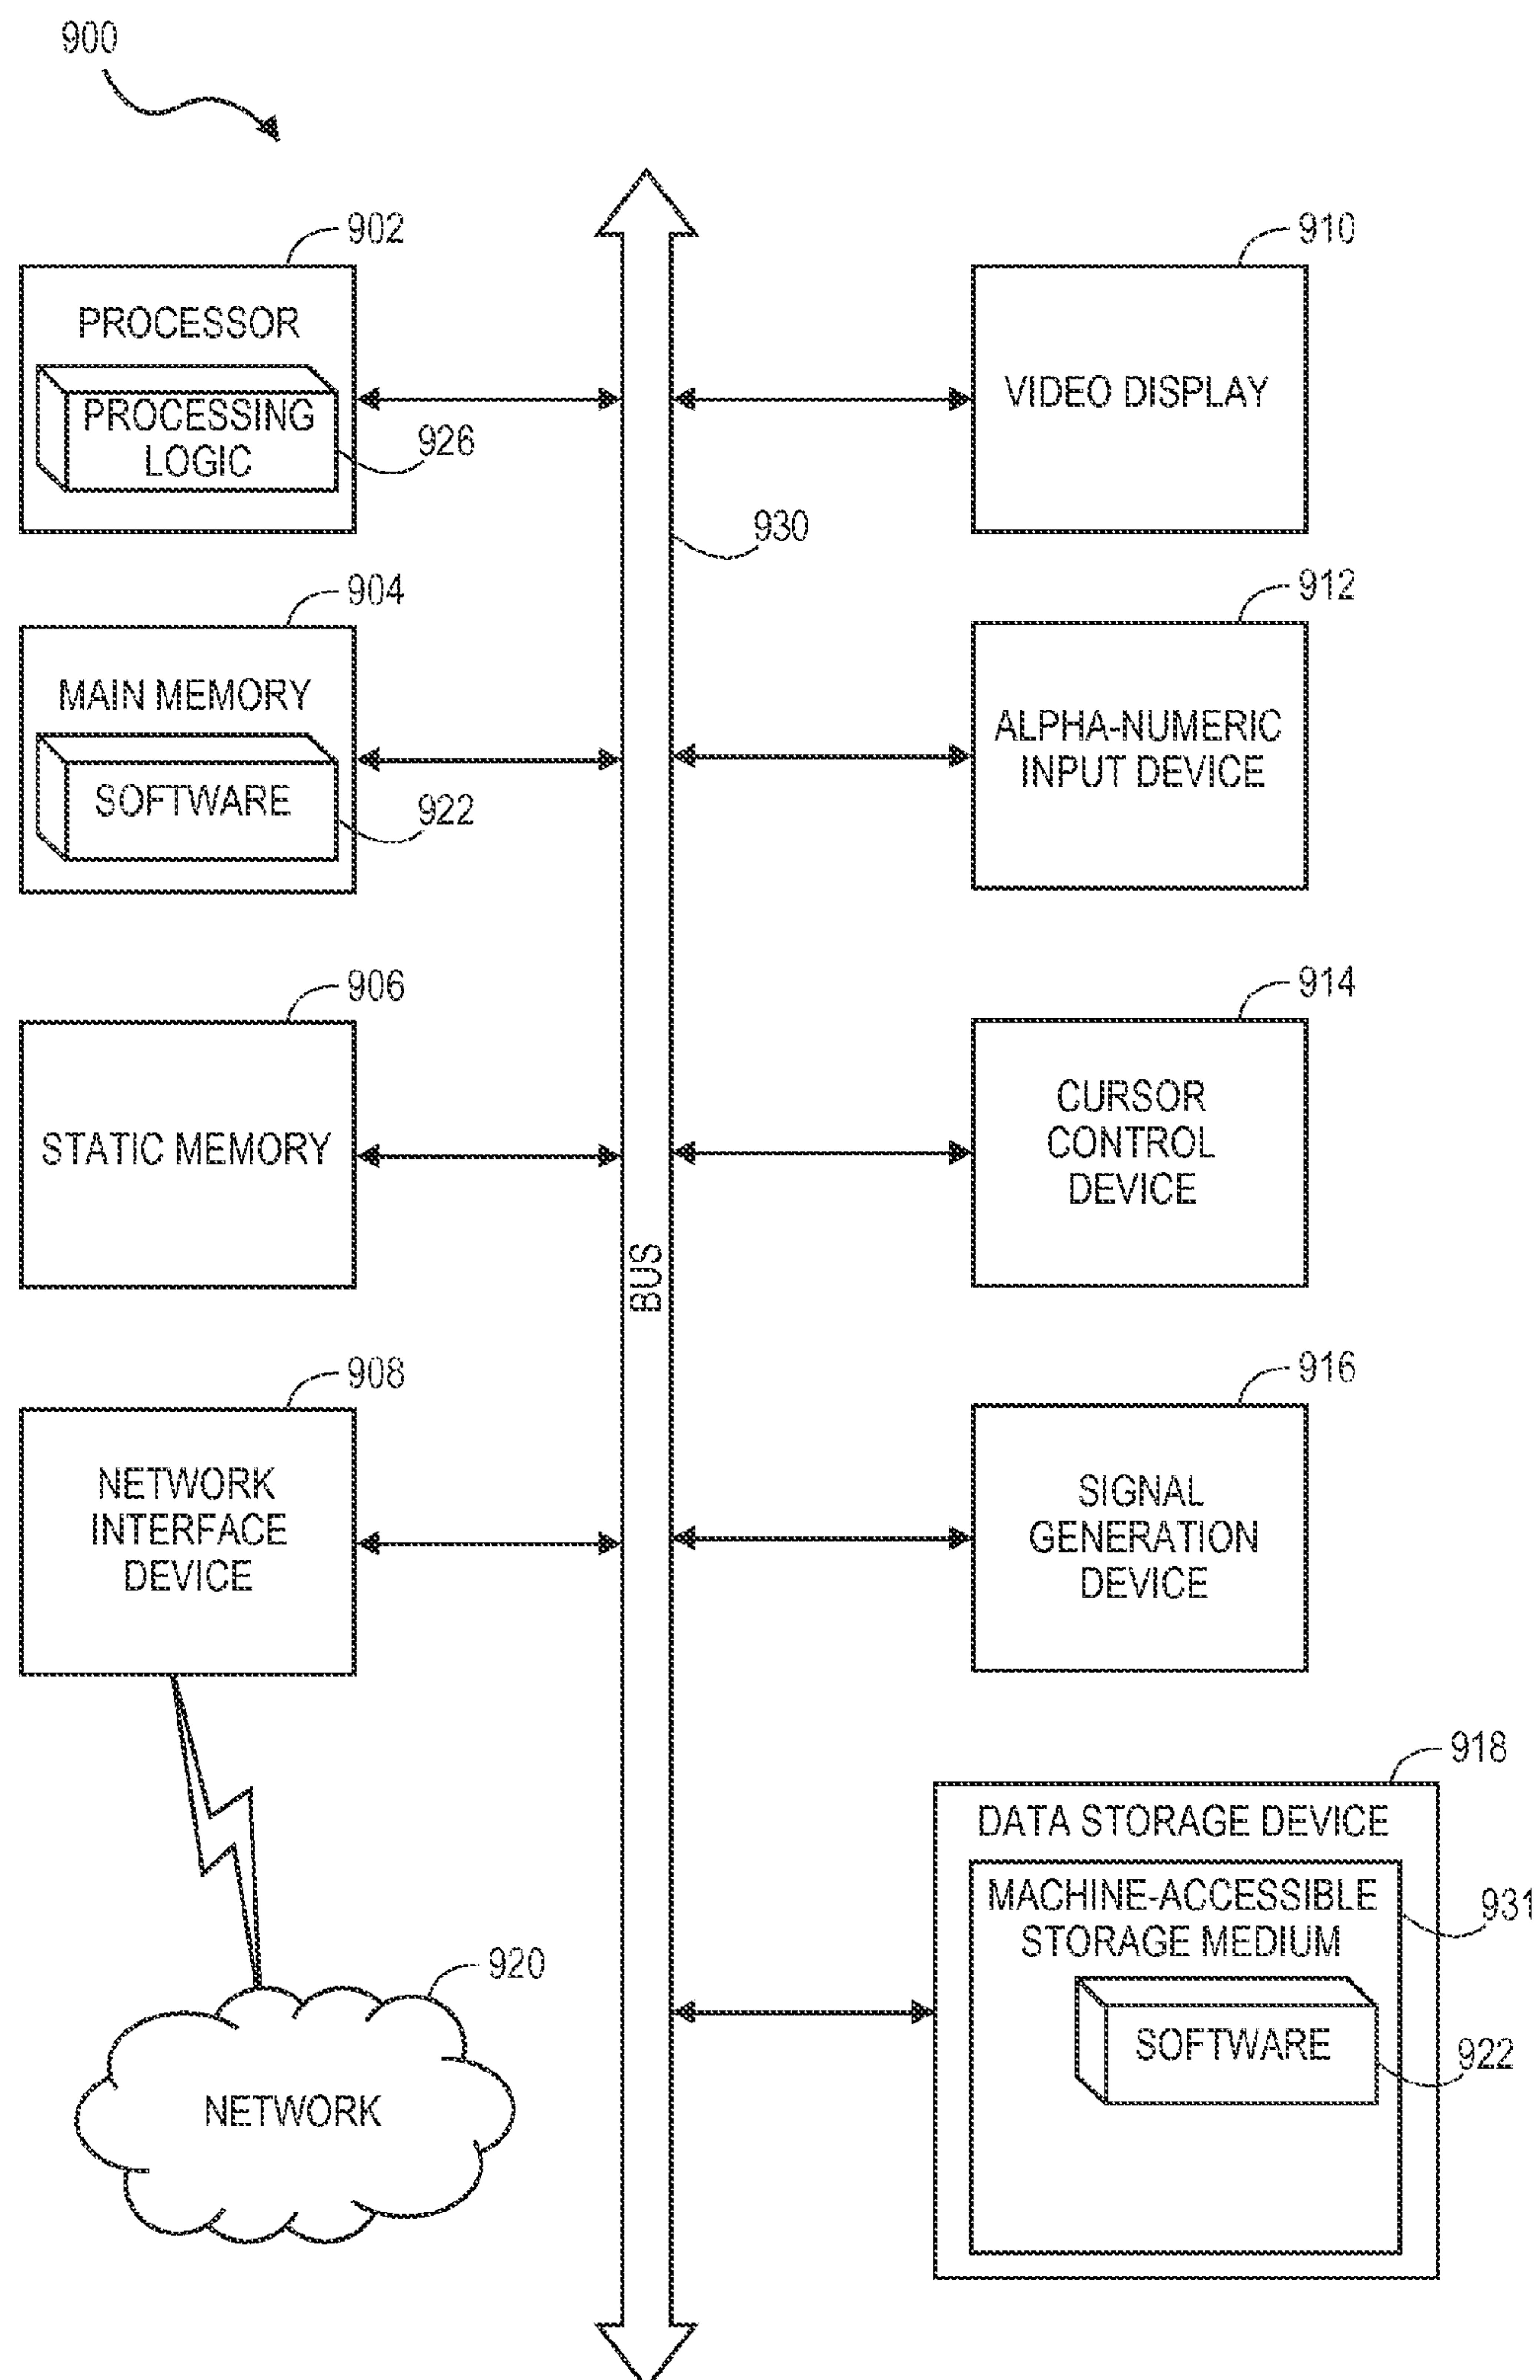 900
902
PROCESSOR
PROCESSING
LOGIC
926
904
MAIN MEMORY
SOFTWARE
922
906
STATIC MEMORY
908
NETWORK
INTERFACE
DEVICE
920
NETWORK
930
BUS
910
VIDEO DISPLAY
912
ALPHA-NUMERIC
INPUT DEVICE
914
CURSOR
CONTROL
DEVICE
916
SIGNAL
GENERATION
DEVICE
918
DATA STORAGE DEVICE
MACHINE-ACCESSIBLE
STORAGE MEDIUM
931
SOFTWARE
922